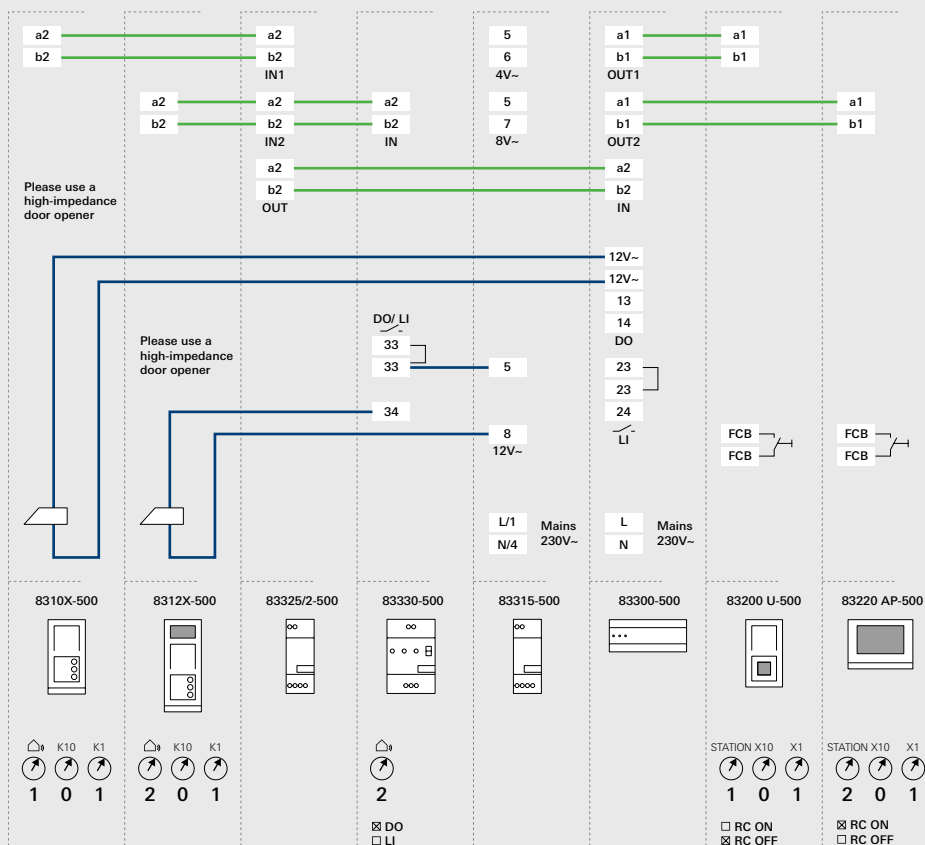 a2 a2 5 a1 a1
b2 b2 6 b1 b1
IN1 4V~ OUT1
a2 a2 a2 5 a1 a1
b2 b2 b2 7 b1 b1
IN2 IN 8V~ OUT2
a2 a2
b2 b2
OUT IN
Please use a
high-impedance
door opener
12V~
12V~
13
14
DO
Please use a
high-impedance
door opener
DO/ LI
33
33 5
34
8
12V~
23
23
24
LI
FCB FCB
FCB FCB
L/1 Mains L Mains
N/4 230V~ N 230V~
8310X-500 8312X-500 83325/2-500 83330-500 83315-500 83300-500 83200 U-500 83220 AP-500
K10 K1 K10 K1 STATION X10 X1 STATION X10 X1
1 0 1 2 0 1 2 1 0 1 2 0 1
☒ DO ☐ RC ON ☒ RC ON
☐ LI ☒ RC OFF ☐ RC OFF